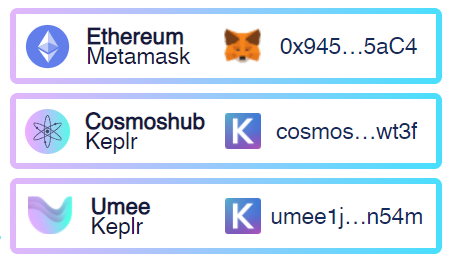 Ethereum
Metamask
0x945...5aC4
Cosmoshub
Keplr
K
cosmos...wt3f
Umee
Keplr
K
umee1j...n54m